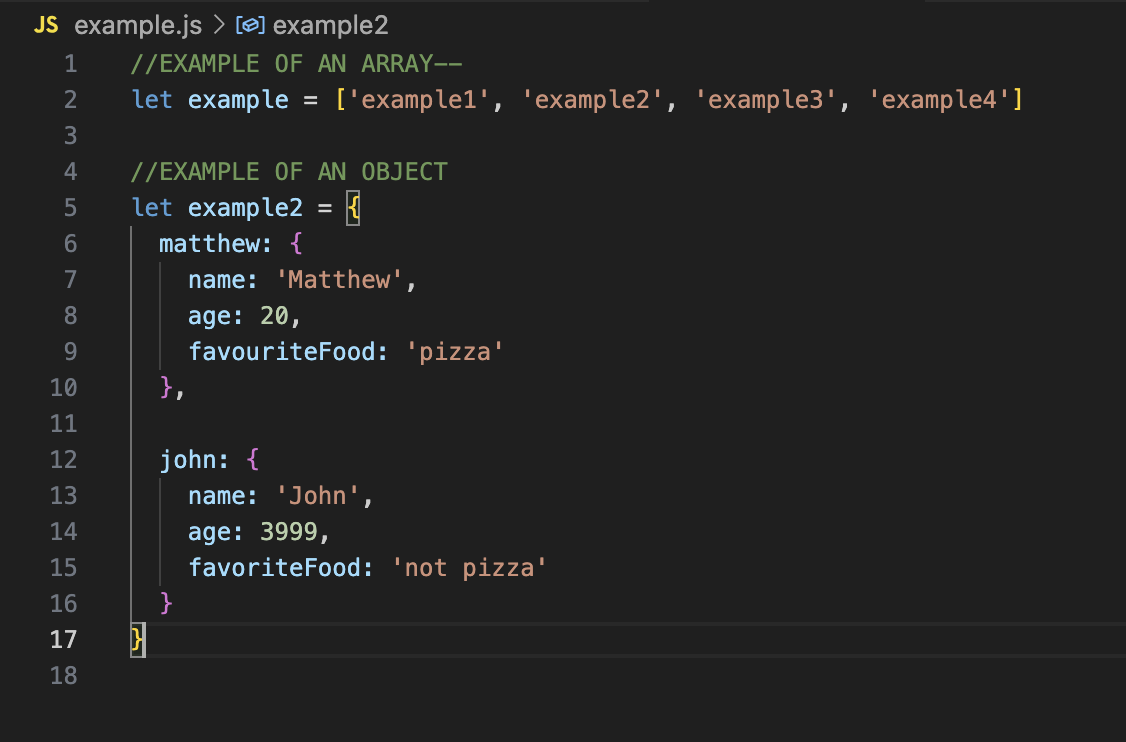 JS example.js > example2
1 //EXAMPLE OF AN ARRAY--
2 let example = ['example1', 'example2', 'example3', 'example4']
3
4 //EXAMPLE OF AN OBJECT
5 let example2 = {
6   matthew: {
7     name: 'Matthew',
8     age: 20,
9     favouriteFood: 'pizza'
10   },
11
12   john: {
13     name: 'John',
14     age: 3999,
15     favoriteFood: 'not pizza'
16   }
17 }
18